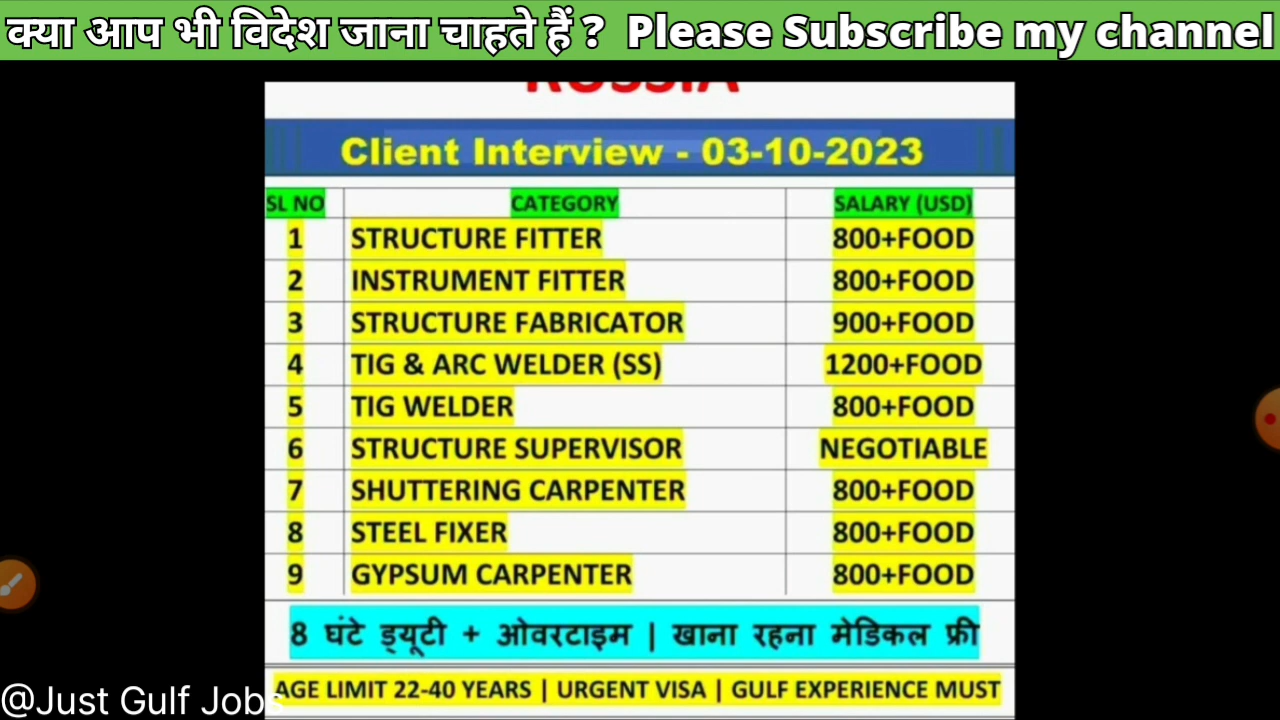 क्या आप भी विदेश जाना चाहते हैं ? Please Subscribe my channel
RUSSIA
Client Interview - 03-10-2023
SL NO CATEGORY SALARY (USD)
1 STRUCTURE FITTER 800+FOOD
2 INSTRUMENT FITTER 800+FOOD
3 STRUCTURE FABRICATOR 900+FOOD
4 TIG & ARC WELDER (SS) 1200+FOOD
5 TIG WELDER 800+FOOD
6 STRUCTURE SUPERVISOR NEGOTIABLE
7 SHUTTERING CARPENTER 800+FOOD
8 STEEL FIXER 800+FOOD
9 GYPSUM CARPENTER 800+FOOD
8 घंटे ड्यूटी + ओवरटाइम | खाना रहना मेडिकल फ्री
AGE LIMIT 22-40 YEARS | URGENT VISA | GULF EXPERIENCE MUST
@Just Gulf Jobs